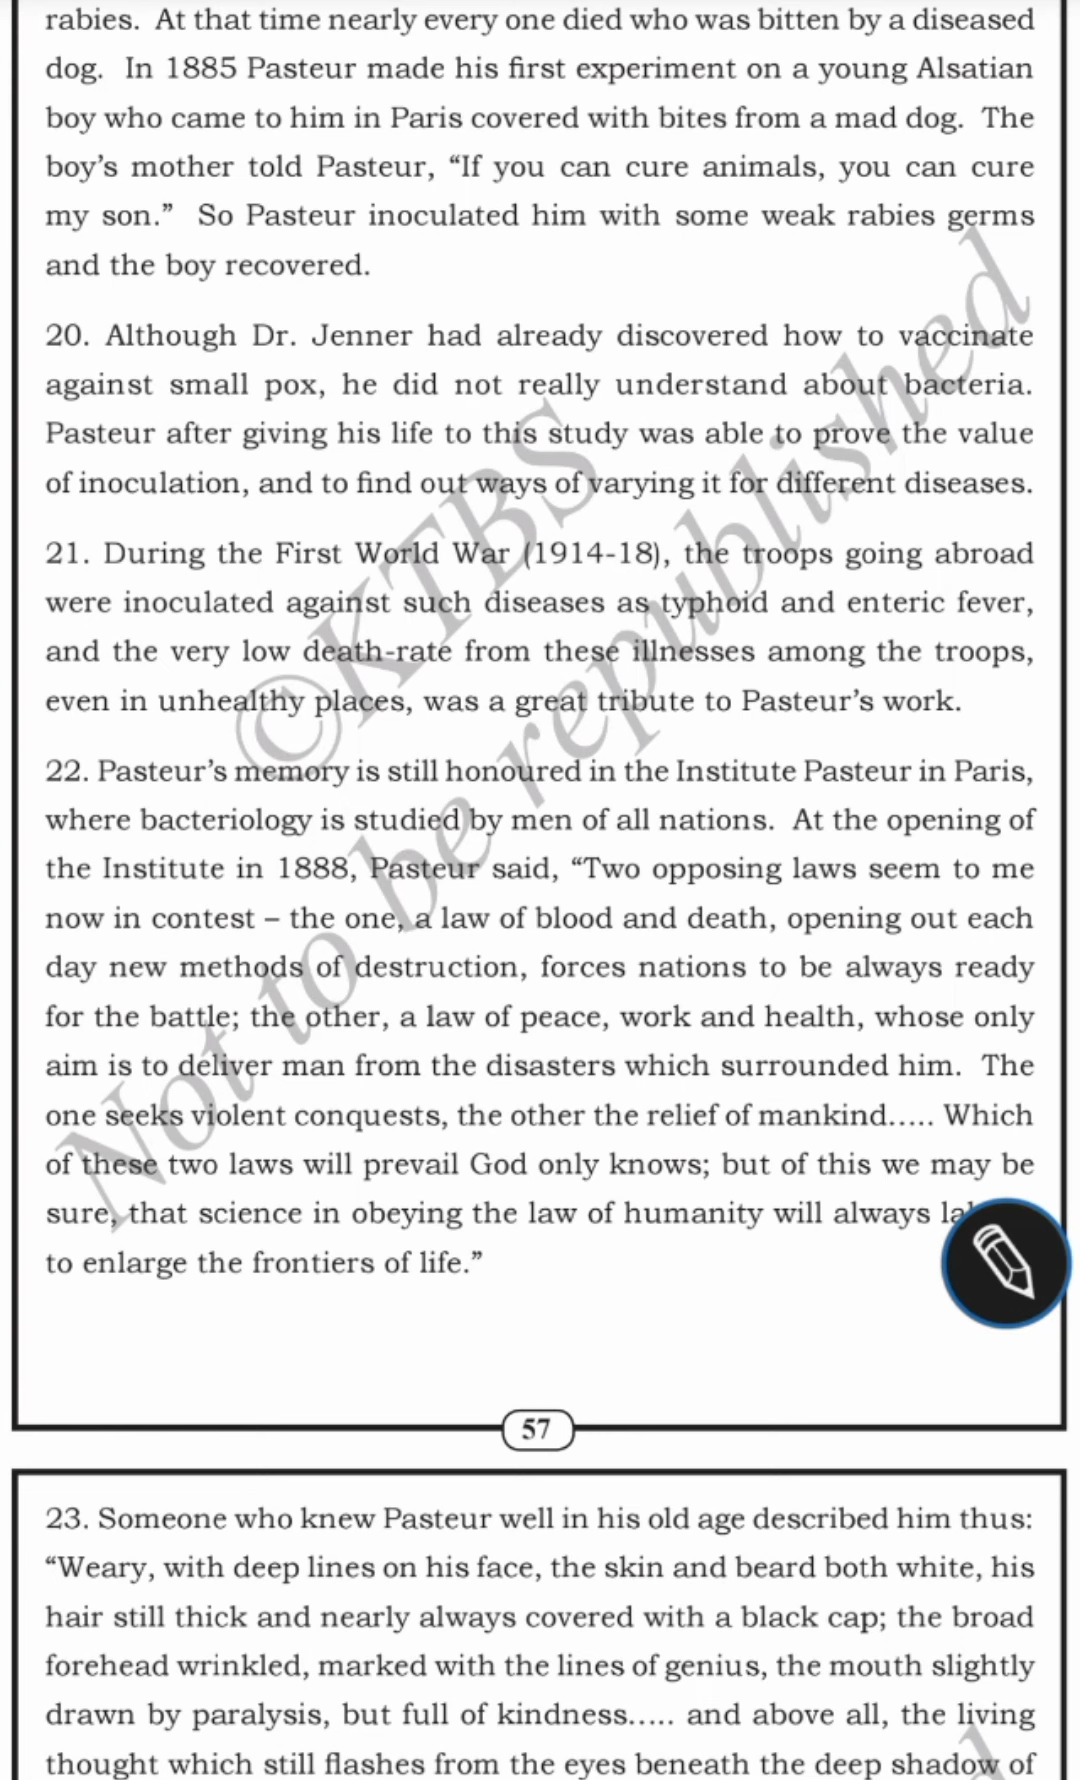 rabies. At that time nearly every one died who was bitten by a diseased
dog. In 1885 Pasteur made his first experiment on a young Alsatian
boy who came to him in Paris covered with bites from a mad dog. The
boy's mother told Pasteur, “If you can cure animals, you can cure
my son.” So Pasteur inoculated him with some weak rabies germs
and the boy recovered.
20. Although Dr. Jenner had already discovered how to vaccinate
against small pox, he did not really understand about bacteria.
Pasteur after giving his life to this study was able to prove the value
of inoculation, and to find out ways of varying it for different diseases.
21. During the First World War (1914-18), the troops going abroad
were inoculated against such diseases as typhoid and enteric fever,
and the very low death-rate from these illnesses among the troops,
even in unhealthy places, was a great tribute to Pasteur's work.
22. Pasteur's memory is still honoured in the Institute Pasteur in Paris,
where bacteriology is studied by men of all nations. At the opening of
the Institute in 1888, Pasteur said, “Two opposing laws seem to me
now in contest – the one, a law of blood and death, opening out each
day new methods of destruction, forces nations to be always ready
for the battle; the other, a law of peace, work and health, whose only
aim is to deliver man from the disasters which surrounded him. The
one seeks violent conquests, the other the relief of mankind..... Which
of these two laws will prevail God only knows; but of this we may be
sure, that science in obeying the law of humanity will always
to enlarge the frontiers of life.”
©KTBS
Not to be republished
57
23. Someone who knew Pasteur well in his old age described him thus:
“Weary, with deep lines on his face, the skin and beard both white, his
hair still thick and nearly always covered with a black cap; the broad
forehead wrinkled, marked with the lines of genius, the mouth slightly
drawn by paralysis, but full of kindness..... and above all, the living
thought which still flashes from the eyes beneath the deep shadow of